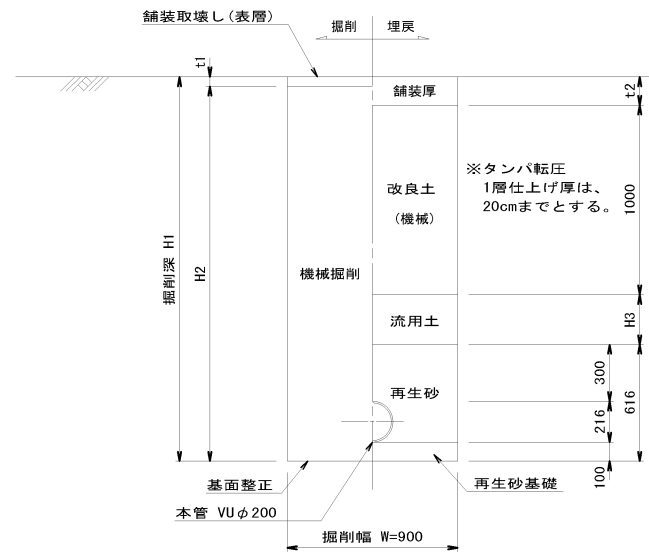 舗装取壊し(表層)
掘削
埋戻
t1
舗装厚
t2
改良土
(機械)
※タンパ転圧
1層仕上げ厚は、
20cmまでとする。
1000
掘削深 H1
H2
機械掘削
流用土
H3
再生砂
300
616
216
100
基面整正
再生砂基礎
本管 VUφ200
掘削幅 W=900